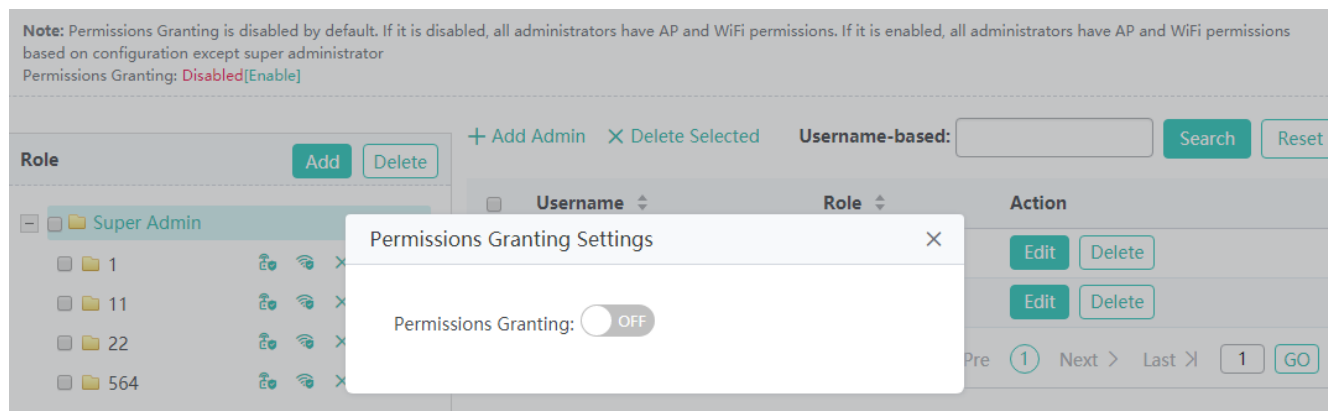 Note: Permissions Granting is disabled by default. If it is disabled, all administrators have AP and WiFi permissions. If it is enabled, all administrators have AP and WiFi permissions
based on configuration except super administrator
Permissions Granting: Disabled[Enable]
Role Add Delete
+ Add Admin × Delete Selected Username-based: Search Reset
Username Role Action
Super Admin
1
11
22
564
Permissions Granting Settings ×
Permissions Granting: OFF
Edit Delete
Edit Delete
Pre 1 Next > Last 1 GO